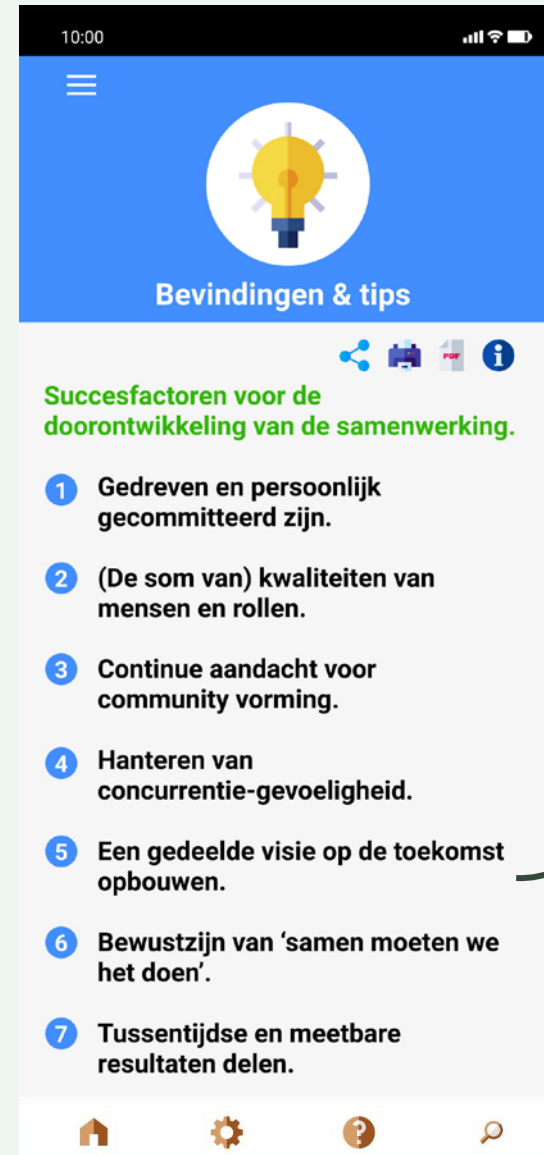 10:00
Bevindingen & tips
PDF
i
Succesfactoren voor de
doorontwikkeling van de samenwerking.
1 Gedreven en persoonlijk
gecommitteerd zijn.
2 (De som van) kwaliteiten van
mensen en rollen.
3 Continue aandacht voor
community vorming.
4 Hanteren van
concurrentie-gevoeligheid.
5 Een gedeelde visie op de toekomst
opbouwen.
6 Bewustzijn van ‘samen moeten we
het doen’.
7 Tussentijdse en meetbare
resultaten delen.
?